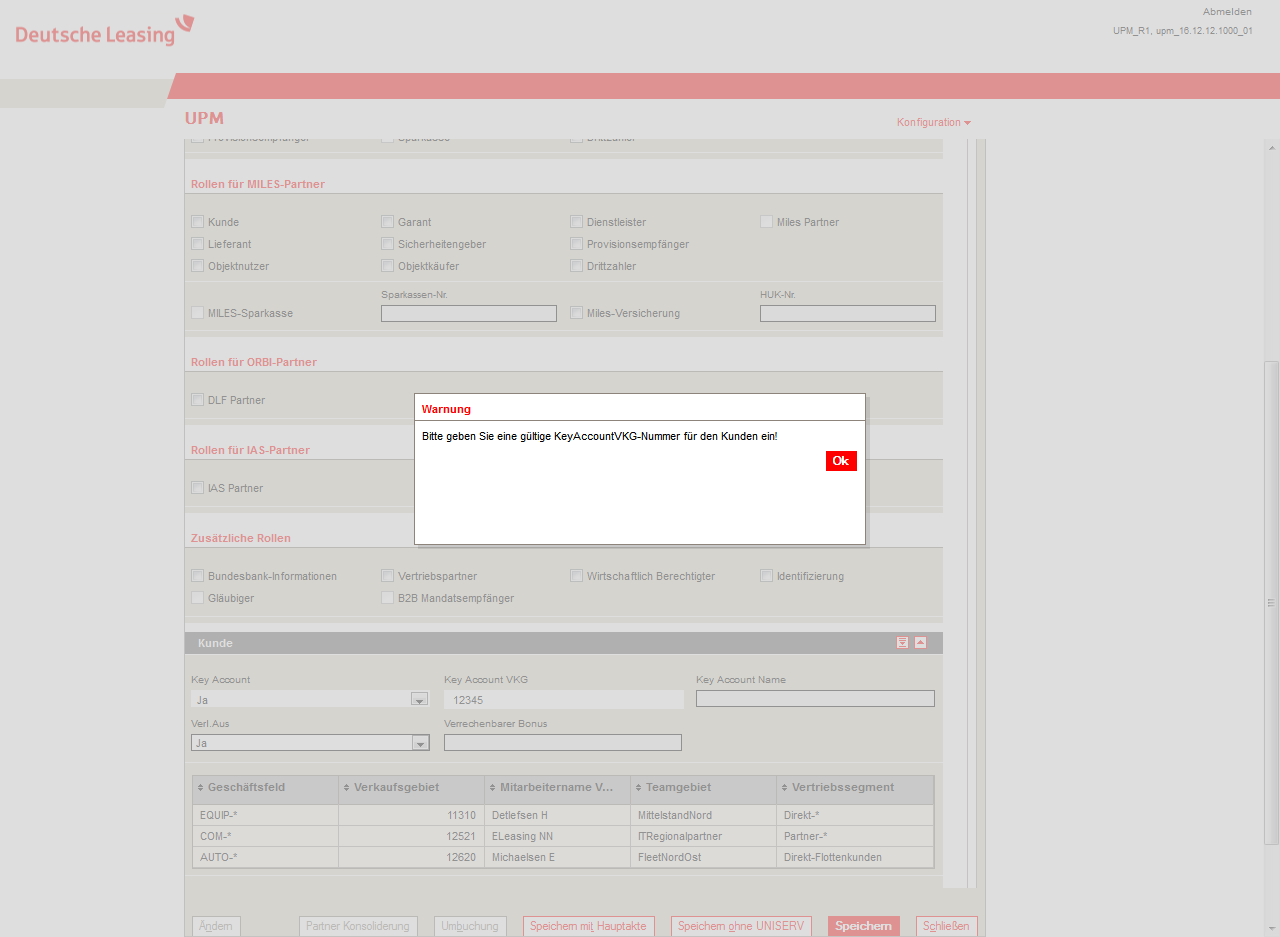 Deutsche Leasing
Abmelden
UPM_R1, upm_16.12.12.1000_01
UPM
Konfiguration
Provisionsempfänger Sparkasse Drittzahler
Rollen für MILES-Partner
Kunde Garant Dienstleister Miles Partner
Lieferant Sicherheitengeber Provisionsempfänger
Objektnutzer Objektkäufer Drittzahler
Sparkassen-Nr. HUK-Nr.
MILES-Sparkasse Miles-Versicherung
Rollen für ORBI-Partner
DLF Partner
Warnung
Bitte geben Sie eine gültige KeyAccountVKG-Nummer für den Kunden ein!
Ok
Rollen für IAS-Partner
IAS Partner
Zusätzliche Rollen
Bundesbank-Informationen Vertriebspartner Wirtschaftlich Berechtigter Identifizierung
Gläubiger B2B Mandatsempfänger
Kunde
Key Account Key Account VKG Key Account Name
Ja 12345
Verl.Aus Verrechenbarer Bonus
Ja
Geschäftsfeld Verkaufsgebiet Mitarbeitername V... Teamgebiet Vertriebssegment
EQUIP-* 11310 Detlefsen H MittelstandNord Direkt-*
COM-* 12521 ELeasing NN ITRegionalpartner Partner-*
AUTO-* 12620 Michaelsen E FleetNordOst Direkt-Flottenkunden
Ändern Partner Konsolidierung Umbuchung Speichern mit Hauptakte Speichern ohne UNISERV Speichern Schließen